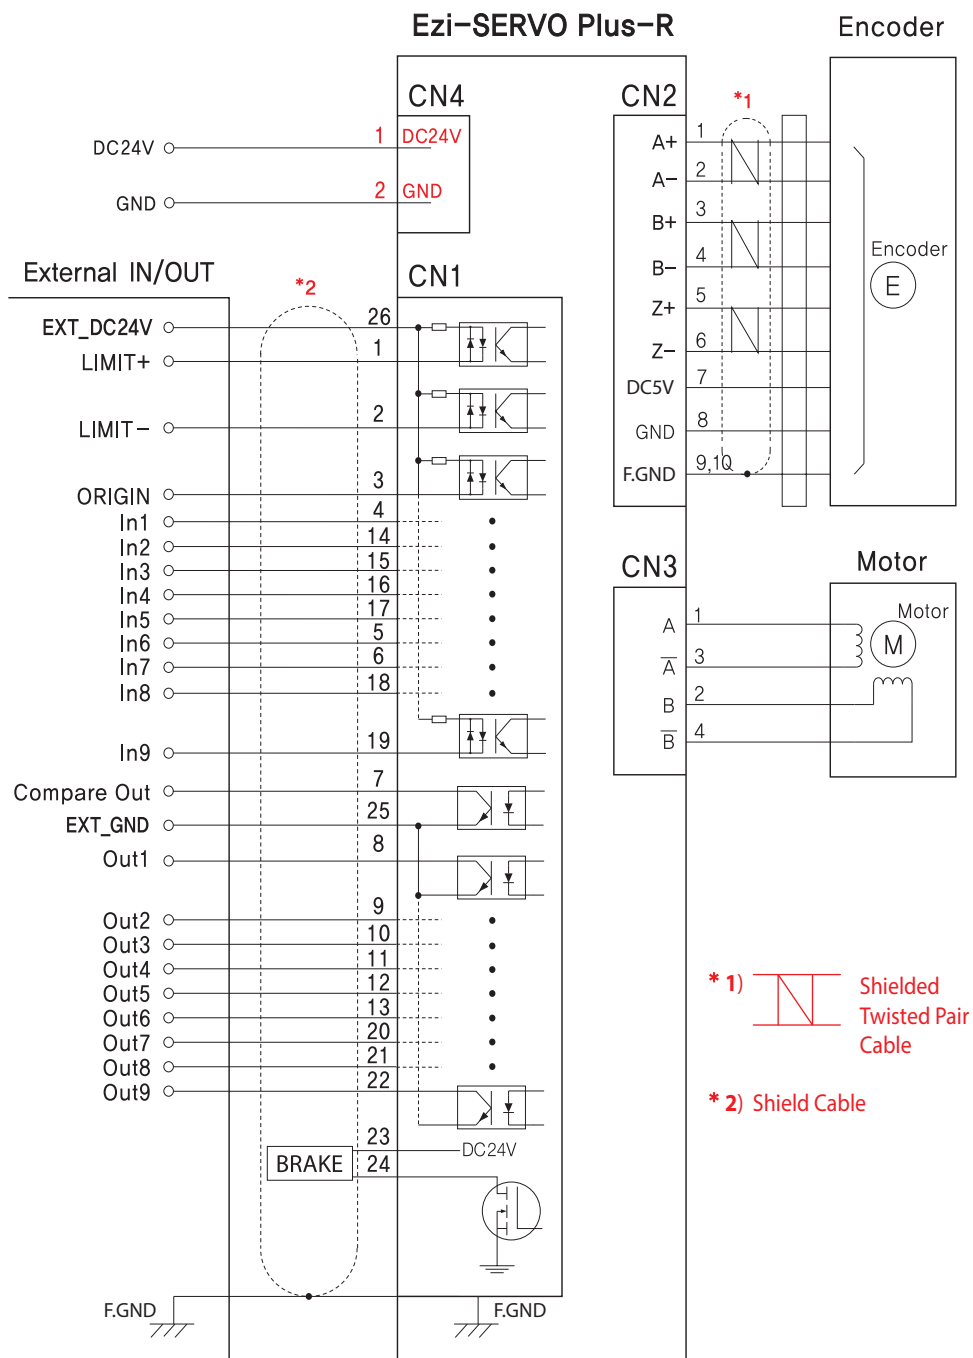 Ezi-SERVO Plus-R
Encoder
CN4
DC24V 1 DC24V
GND 2 GND
CN2
*1
A+ 1
A- 2
B+ 3
B- 4
Z+ 5
Z- 6
DC5V 7
GND 8
F.GND 9,10
Encoder
E
External IN/OUT
*2
CN1
EXT_DC24V 26
LIMIT+ 1
LIMIT- 2
ORIGIN 3
In1 4
In2 14
In3 15
In4 16
In5 17
In6 5
In7 6
In8 18
In9 19
Compare Out 7
EXT_GND 25
Out1 8
Out2 9
Out3 10
Out4 11
Out5 12
Out6 13
Out7 20
Out8 21
Out9 22
BRAKE 23 DC24V
24
F.GND
F.GND
CN3
Motor
A 1
A̅ 3
B 2
B̅ 4
Motor
M
* 1) Shielded
Twisted Pair
Cable
* 2) Shield Cable